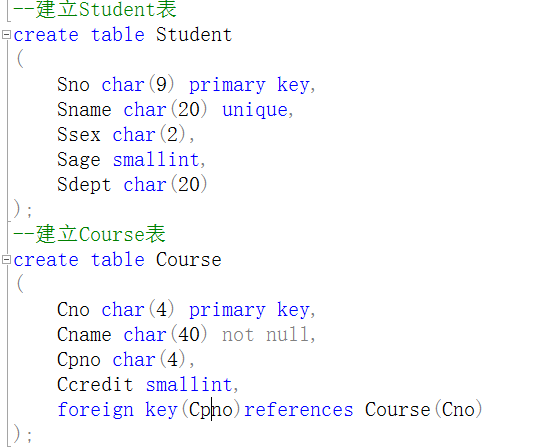 --建立Student表
create table Student
(
    Sno char(9) primary key,
    Sname char(20) unique,
    Ssex char(2),
    Sage smallint,
    Sdept char(20)
);
--建立Course表
create table Course
(
    Cno char(4) primary key,
    Cname char(40) not null,
    Cpno char(4),
    Ccredit smallint,
    foreign key(Cpno)references Course(Cno)
);